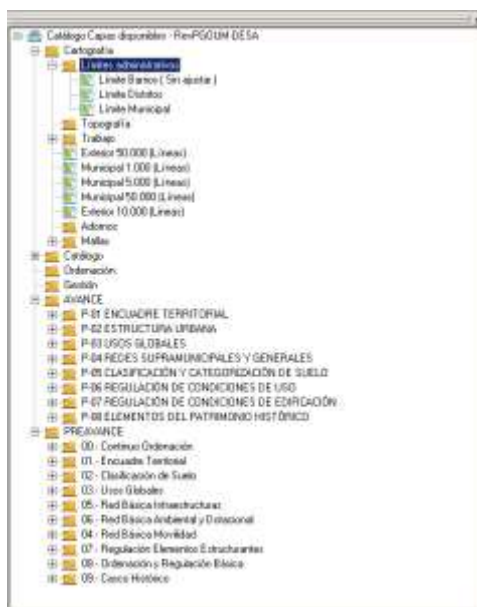 Catálogo Capas disponibles - RevPGOUM-DESA
Cartografía
Límites administrativos
Límite Barrios ( Sin ajustar )
Límite Distritos
Límite Municipal
Topografía
Trabajo
Exterior 50.000 (Líneas)
Municipal 1.000 (Líneas)
Municipal 5.000 (Líneas)
Municipal 50.000 (Líneas)
Exterior 10.000 (Líneas)
Adornos
Mallas
Catálogo
Ordenación
Gestión
AVANCE
P-01 ENCUADRE TERRITORIAL
P-02 ESTRUCTURA URBANA
P-03 USOS GLOBALES
P-04 REDES SUPRAMUNICIPALES Y GENERALES
P-05 CLASIFICACIÓN Y CATEGORIZACIÓN DE SUELO
P-06 REGULACIÓN DE CONDICIONES DE USO
P-07 REGULACIÓN DE CONDICIONES DE EDIFICACIÓN
P-08 ELEMENTOS DEL PATRIMONIO HISTÓRICO
PREAVANCE
00.- Continuo Ordenación
01.- Encuadre Territorial
02.- Clasificación de Suelo
03.- Usos Globales
05.- Red Básica Infraestructuras
06.- Red Básica Ambiental y Dotacional
04.- Red Básica Movilidad
07.- Regulación Elementos Estructurantes
08.- Ordenación y Regulación Básica
09.- Casco Histórico